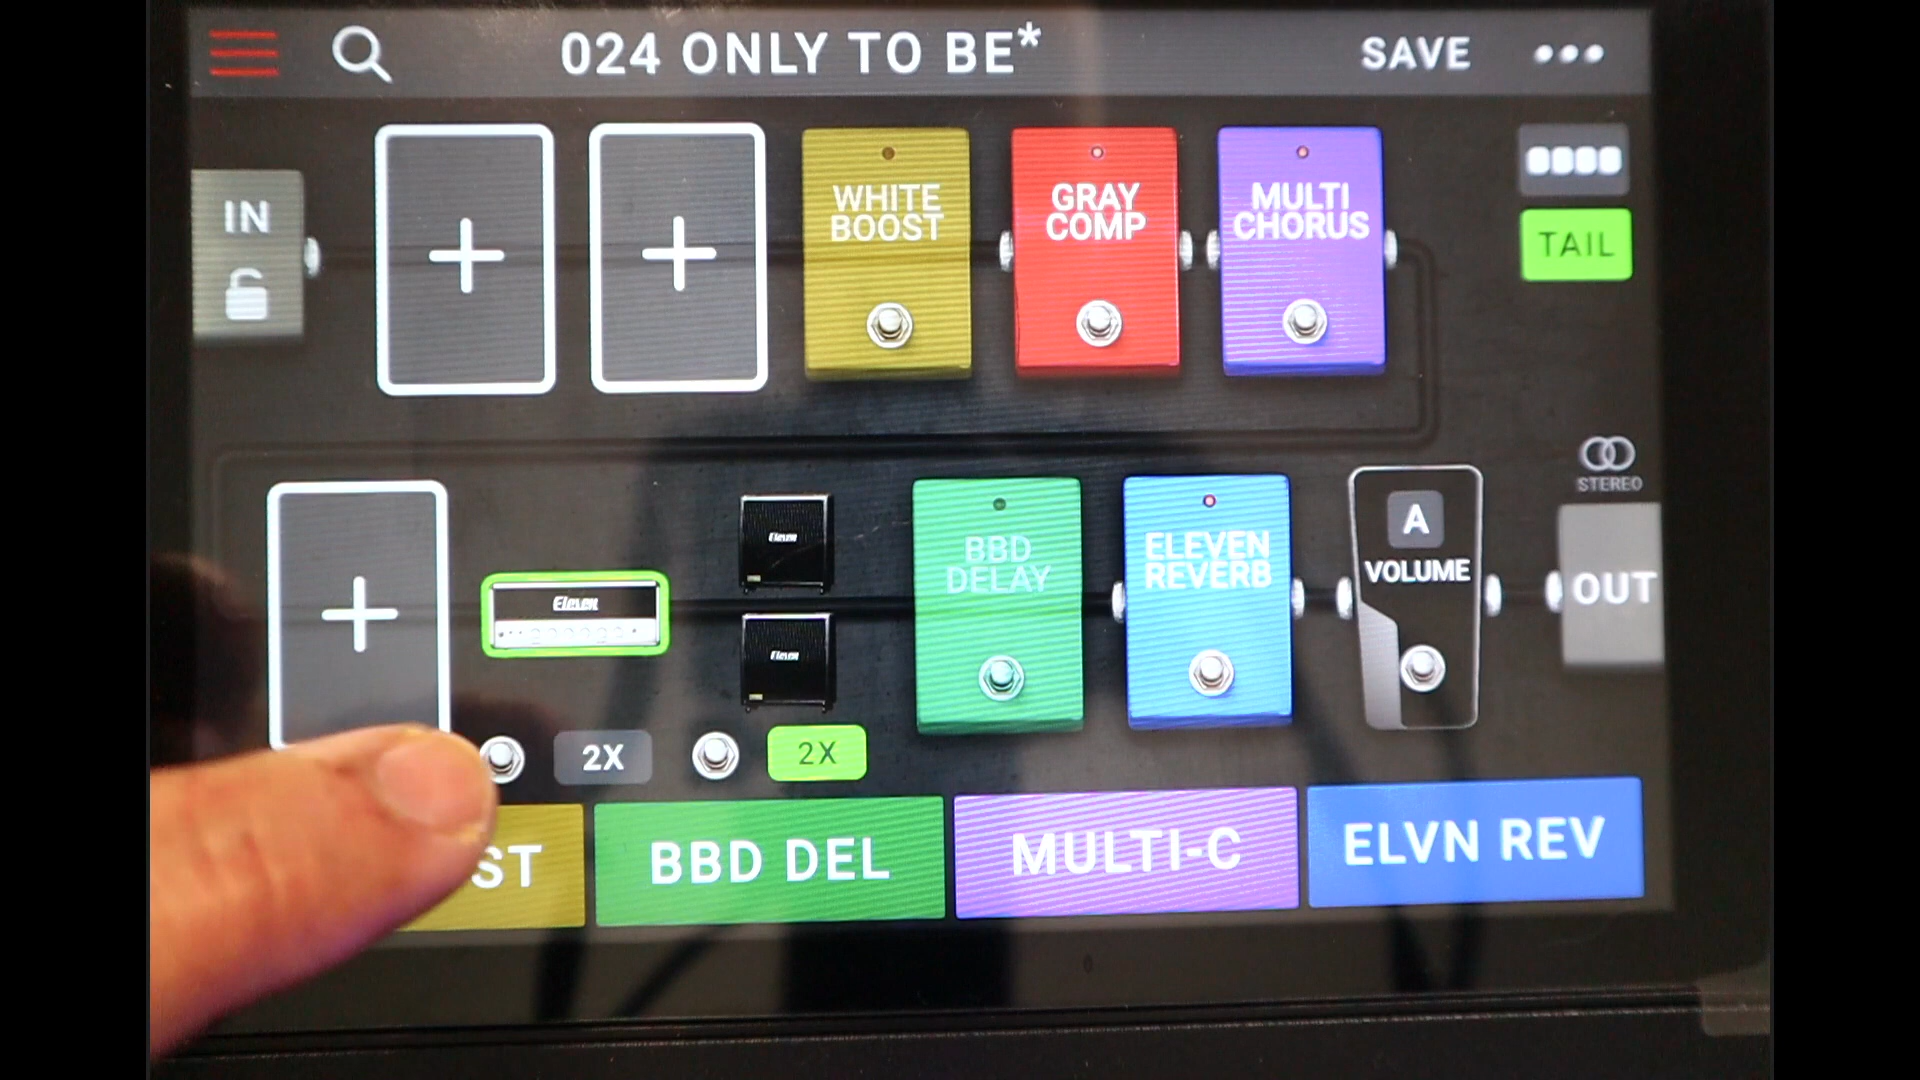 024 ONLY TO BE*
SAVE
IN
WHITE
BOOST
GRAY
COMP
MULTI
CHORUS
TAIL
STEREO
Eleven
Eleven
Eleven
BBD
DELAY
ELEVEN
REVERB
A
VOLUME
OUT
2X
2X
ST
BBD DEL
MULTI-C
ELVN REV